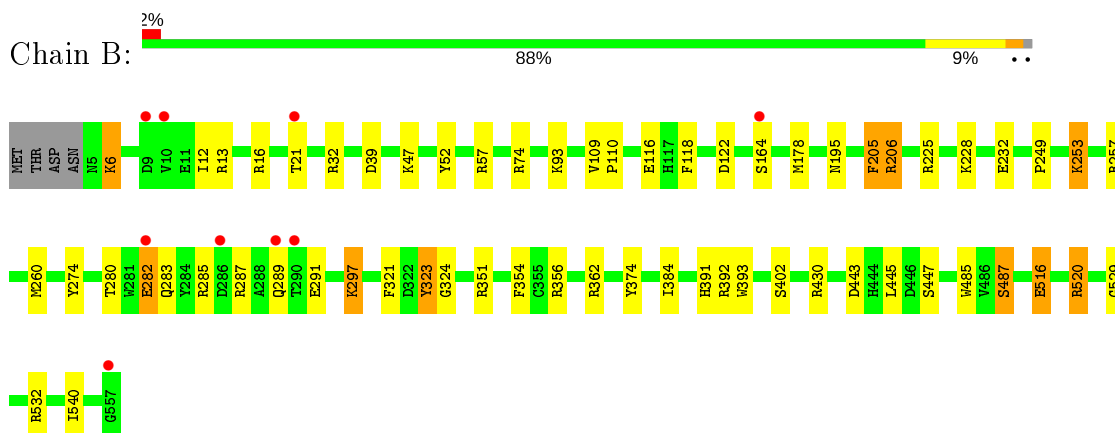 2%
Chain B:
88% 9% • •
MET THR ASP ASN N5 K6 D9 V10 E11 I12 R13 R16 T21 R32 D39 K47 Y52 R57 R74 K93 V109 P110 E116 H117 F118 D122 S164 M178 N195 F205 R206 R225 K228 E232 P249 K253 R257
M260 Y274 T280 W281 E282 Q283 Y284 R285 D286 R287 A288 Q289 T290 E291 K297 F321 D322 Y323 G324 R351 F354 C355 R356 R362 Y374 I384 H391 R392 W393 S402 R430 D443 H444 L445 D446 S447 W485 V486 S487 E516 R520
R532 I540 G557